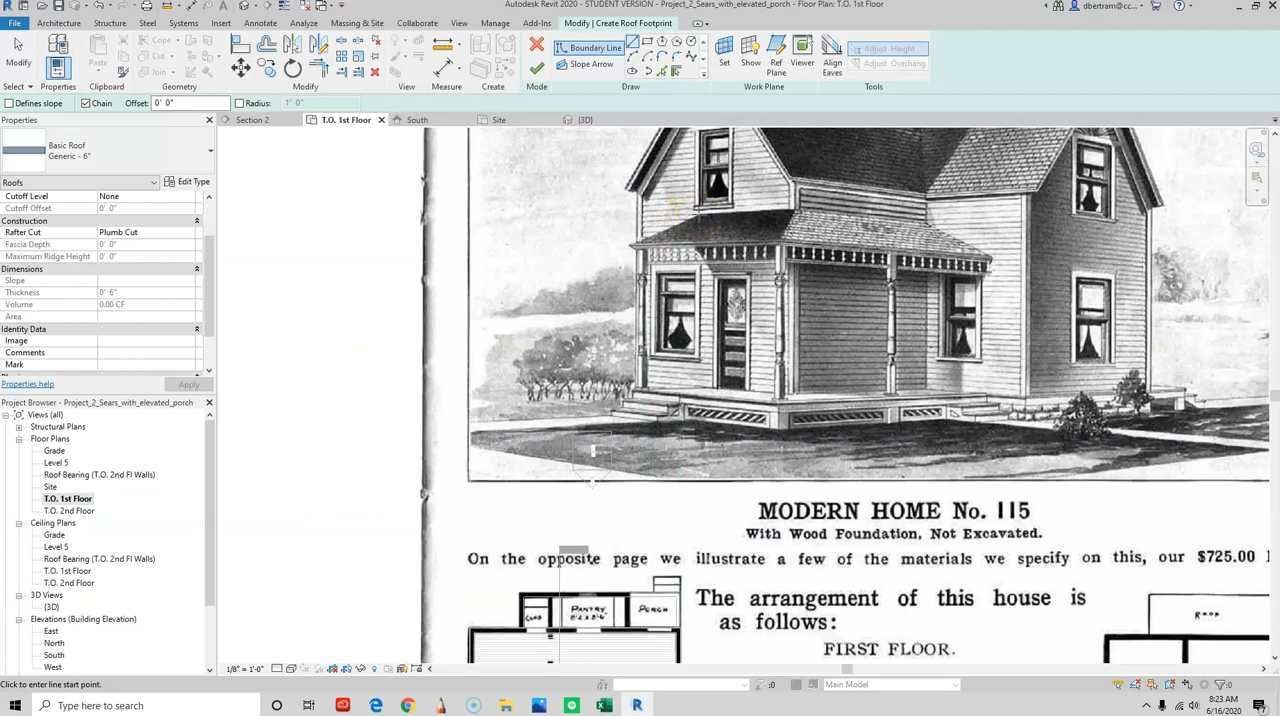 Autodesk Revit 2020 - STUDENT VERSION - Project_2_Sears_with_elevated_porch - Floor Plan: T.O. 1st Floor
dbertram@cc...
File Architecture Structure Steel Systems Insert Annotate Analyze Massing & Site Collaborate View Manage Add-Ins Modify | Create Roof Footprint
Modify Paste Cope Cut Join Boundary Line Slope Arrow Set Show Ref Plane Viewer Align Eaves Adjust Height Adjust Overhang
Select Properties Clipboard Geometry Modify View Measure Create Mode Draw Work Plane Tools
Defines slope Chain Offset: 0' 0" Radius: 1' 0"
Properties
Section 2 T.O. 1st Floor South Site {3D}
Basic Roof
Generic - 6"
Roofs Edit Type
Cutoff Level None
Cutoff Offset 0' 0"
Construction
Rafter Cut Plumb Cut
Fascia Depth 0' 0"
Maximum Ridge Height 0' 0"
Dimensions
Slope
Thickness 0' 6"
Volume 0.00 CF
Area
Identity Data
Image
Comments
Mark
Properties help Apply
Project Browser - Project_2_Sears_with_elevated_porch
Views (all)
Structural Plans
Floor Plans
Grade
Level 5
Roof Bearing (T.O. 2nd Fl Walls)
Site
T.O. 1st Floor
T.O. 2nd Floor
Ceiling Plans
Grade
Level 5
Roof Bearing (T.O. 2nd Fl Walls)
T.O. 1st Floor
T.O. 2nd Floor
3D Views
{3D}
Elevations (Building Elevation)
East
North
South
West
MODERN HOME No. 115
With Wood Foundation, Not Excavated.
On the opposite page we illustrate a few of the materials we specify on this, our $725.00
The arrangement of this house is
as follows:
FIRST FLOOR.
PANTRY
PORCH
ROOF
1/8" = 1'-0"
Click to enter line start point.
:0 Main Model :0
Type here to search
8:23 AM
6/16/2020